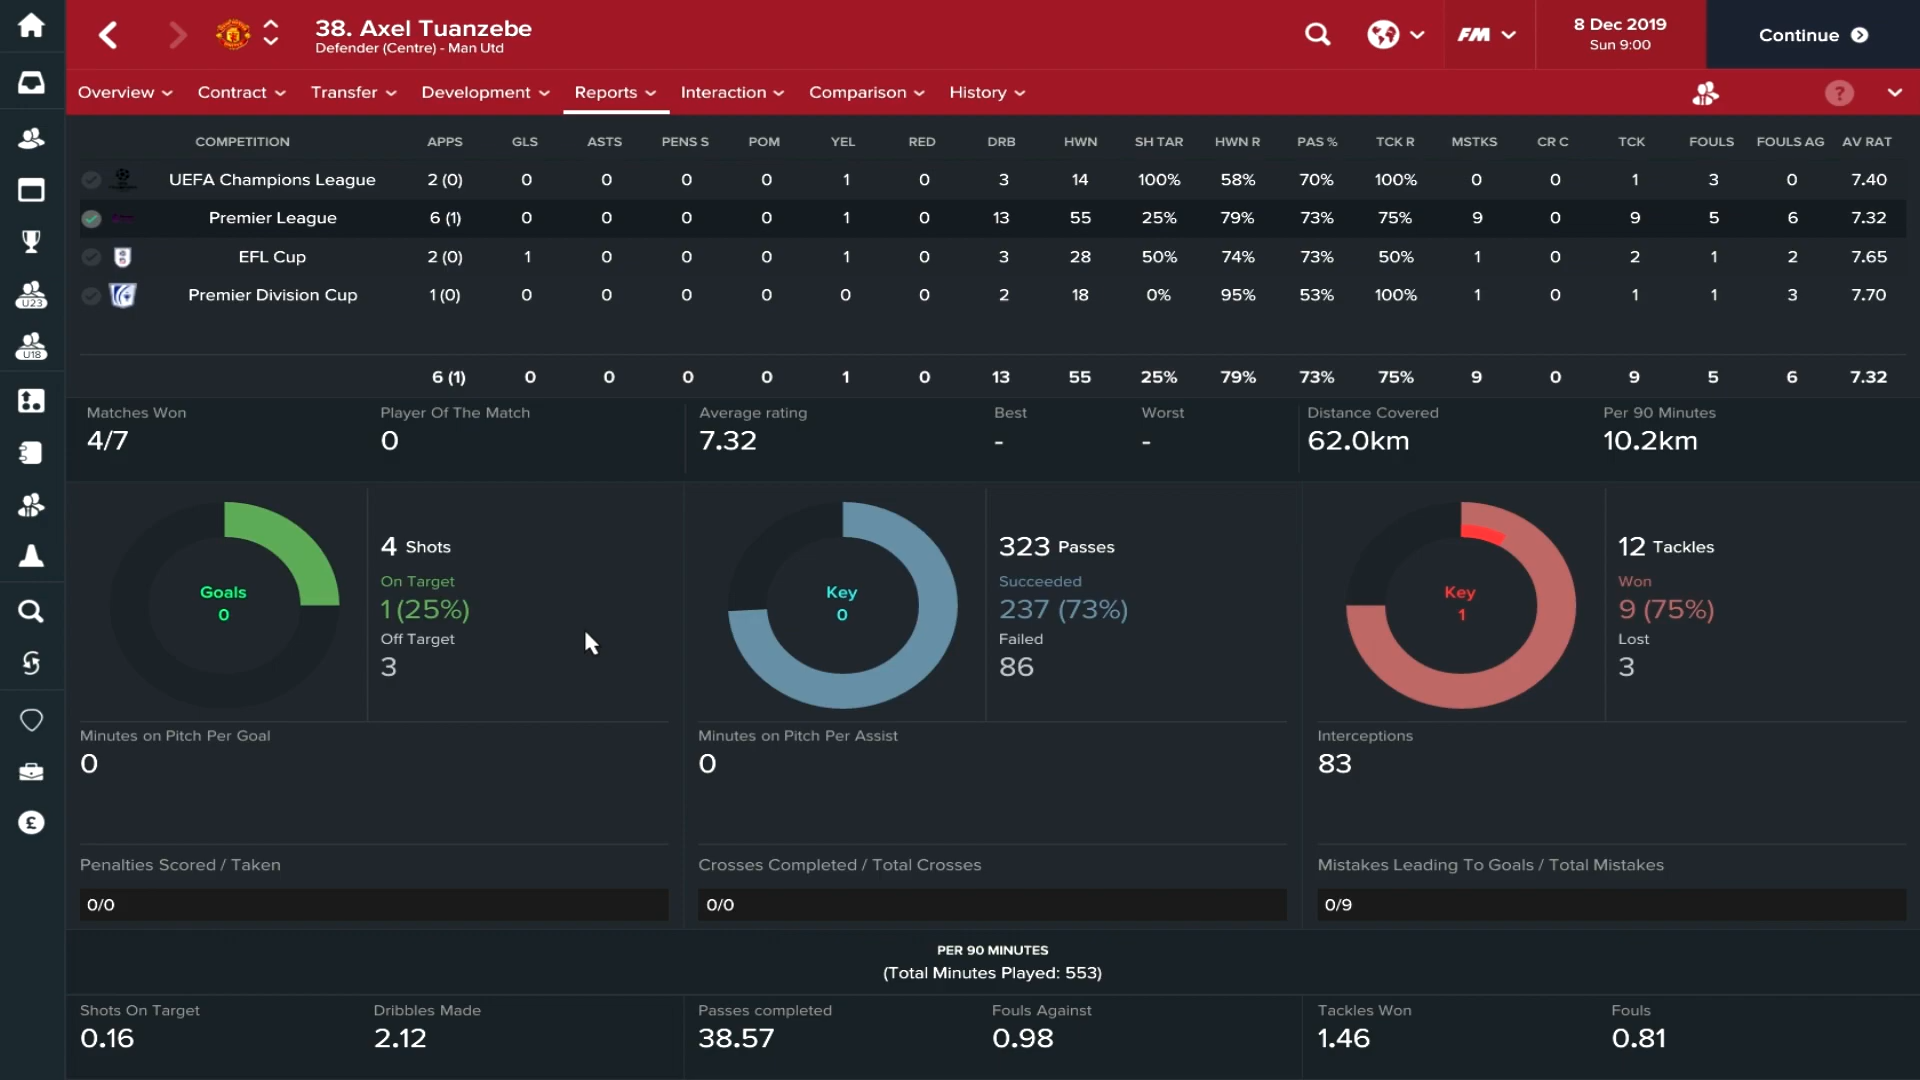 38. Axel Tuanzebe
Defender (Centre) - Man Utd
FM
8 Dec 2019
Sun 9:00
Continue
Overview Contract Transfer Development Reports Interaction Comparison History ?
COMPETITION APPS GLS ASTS PENS S POM YEL RED DRB HWN SH TAR HWN R PAS % TCK R MSTKS CR C TCK FOULS FOULS AG AV RAT
UEFA Champions League 2 (0) 0 0 0 0 1 0 3 14 100% 58% 70% 100% 0 0 1 3 0 7.40
Premier League 6 (1) 0 0 0 0 1 0 13 55 25% 79% 73% 75% 9 0 9 5 6 7.32
EFL Cup 2 (0) 1 0 0 0 1 0 3 28 50% 74% 73% 50% 1 0 2 1 2 7.65
Premier Division Cup 1 (0) 0 0 0 0 0 0 2 18 0% 95% 53% 100% 1 0 1 1 3 7.70
6 (1) 0 0 0 0 1 0 13 55 25% 79% 73% 75% 9 0 9 5 6 7.32
U23
U18
£
Matches Won Player Of The Match Average rating Best Worst Distance Covered Per 90 Minutes
4/7 0 7.32 - - 62.0km 10.2km
Goals
0
4 Shots
On Target
1 (25%)
Off Target
3
Key
0
323 Passes
Succeeded
237 (73%)
Failed
86
Key
1
12 Tackles
Won
9 (75%)
Lost
3
Minutes on Pitch Per Goal Minutes on Pitch Per Assist Interceptions
0 0 83
Penalties Scored / Taken Crosses Completed / Total Crosses Mistakes Leading To Goals / Total Mistakes
0/0 0/0 0/9
PER 90 MINUTES
(Total Minutes Played: 553)
Shots On Target Dribbles Made Passes completed Fouls Against Tackles Won Fouls
0.16 2.12 38.57 0.98 1.46 0.81